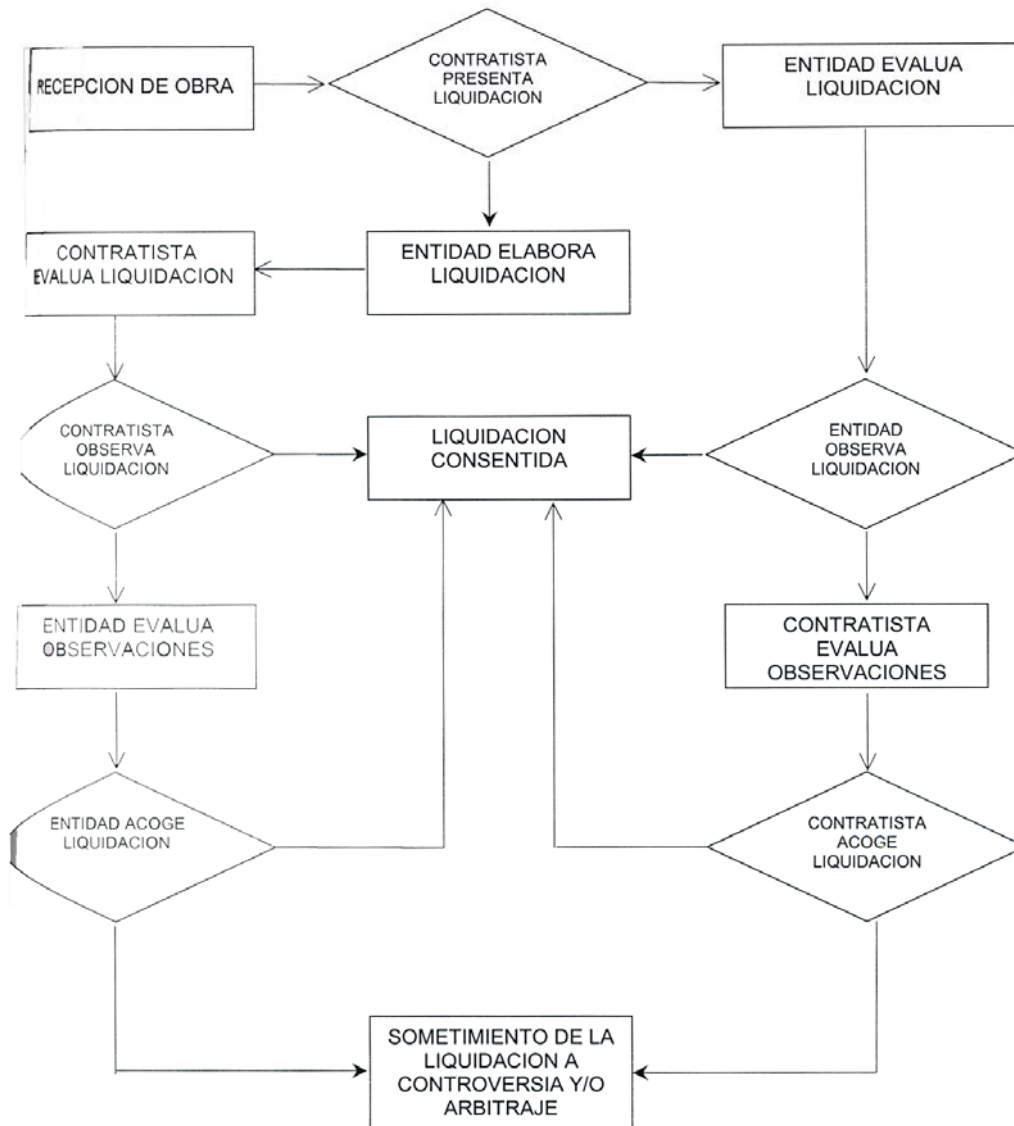 RECEPCION DE OBRA
CONTRATISTA
PRESENTA
LIQUIDACION
ENTIDAD EVALUA
LIQUIDACION
CONTRATISTA
EVALUA LIQUIDACION
ENTIDAD ELABORA
LIQUIDACION
CONTRATISTA
OBSERVA
LIQUIDACION
LIQUIDACION
CONSENTIDA
ENTIDAD
OBSERVA
LIQUIDACION
ENTIDAD EVALUA
OBSERVACIONES
CONTRATISTA
EVALUA
OBSERVACIONES
ENTIDAD ACOGE
LIQUIDACION
CONTRATISTA
ACOGE
LIQUIDACION
SOMETIMIENTO DE LA
LIQUIDACION A
CONTROVERSIA Y/O
ARBITRAJE